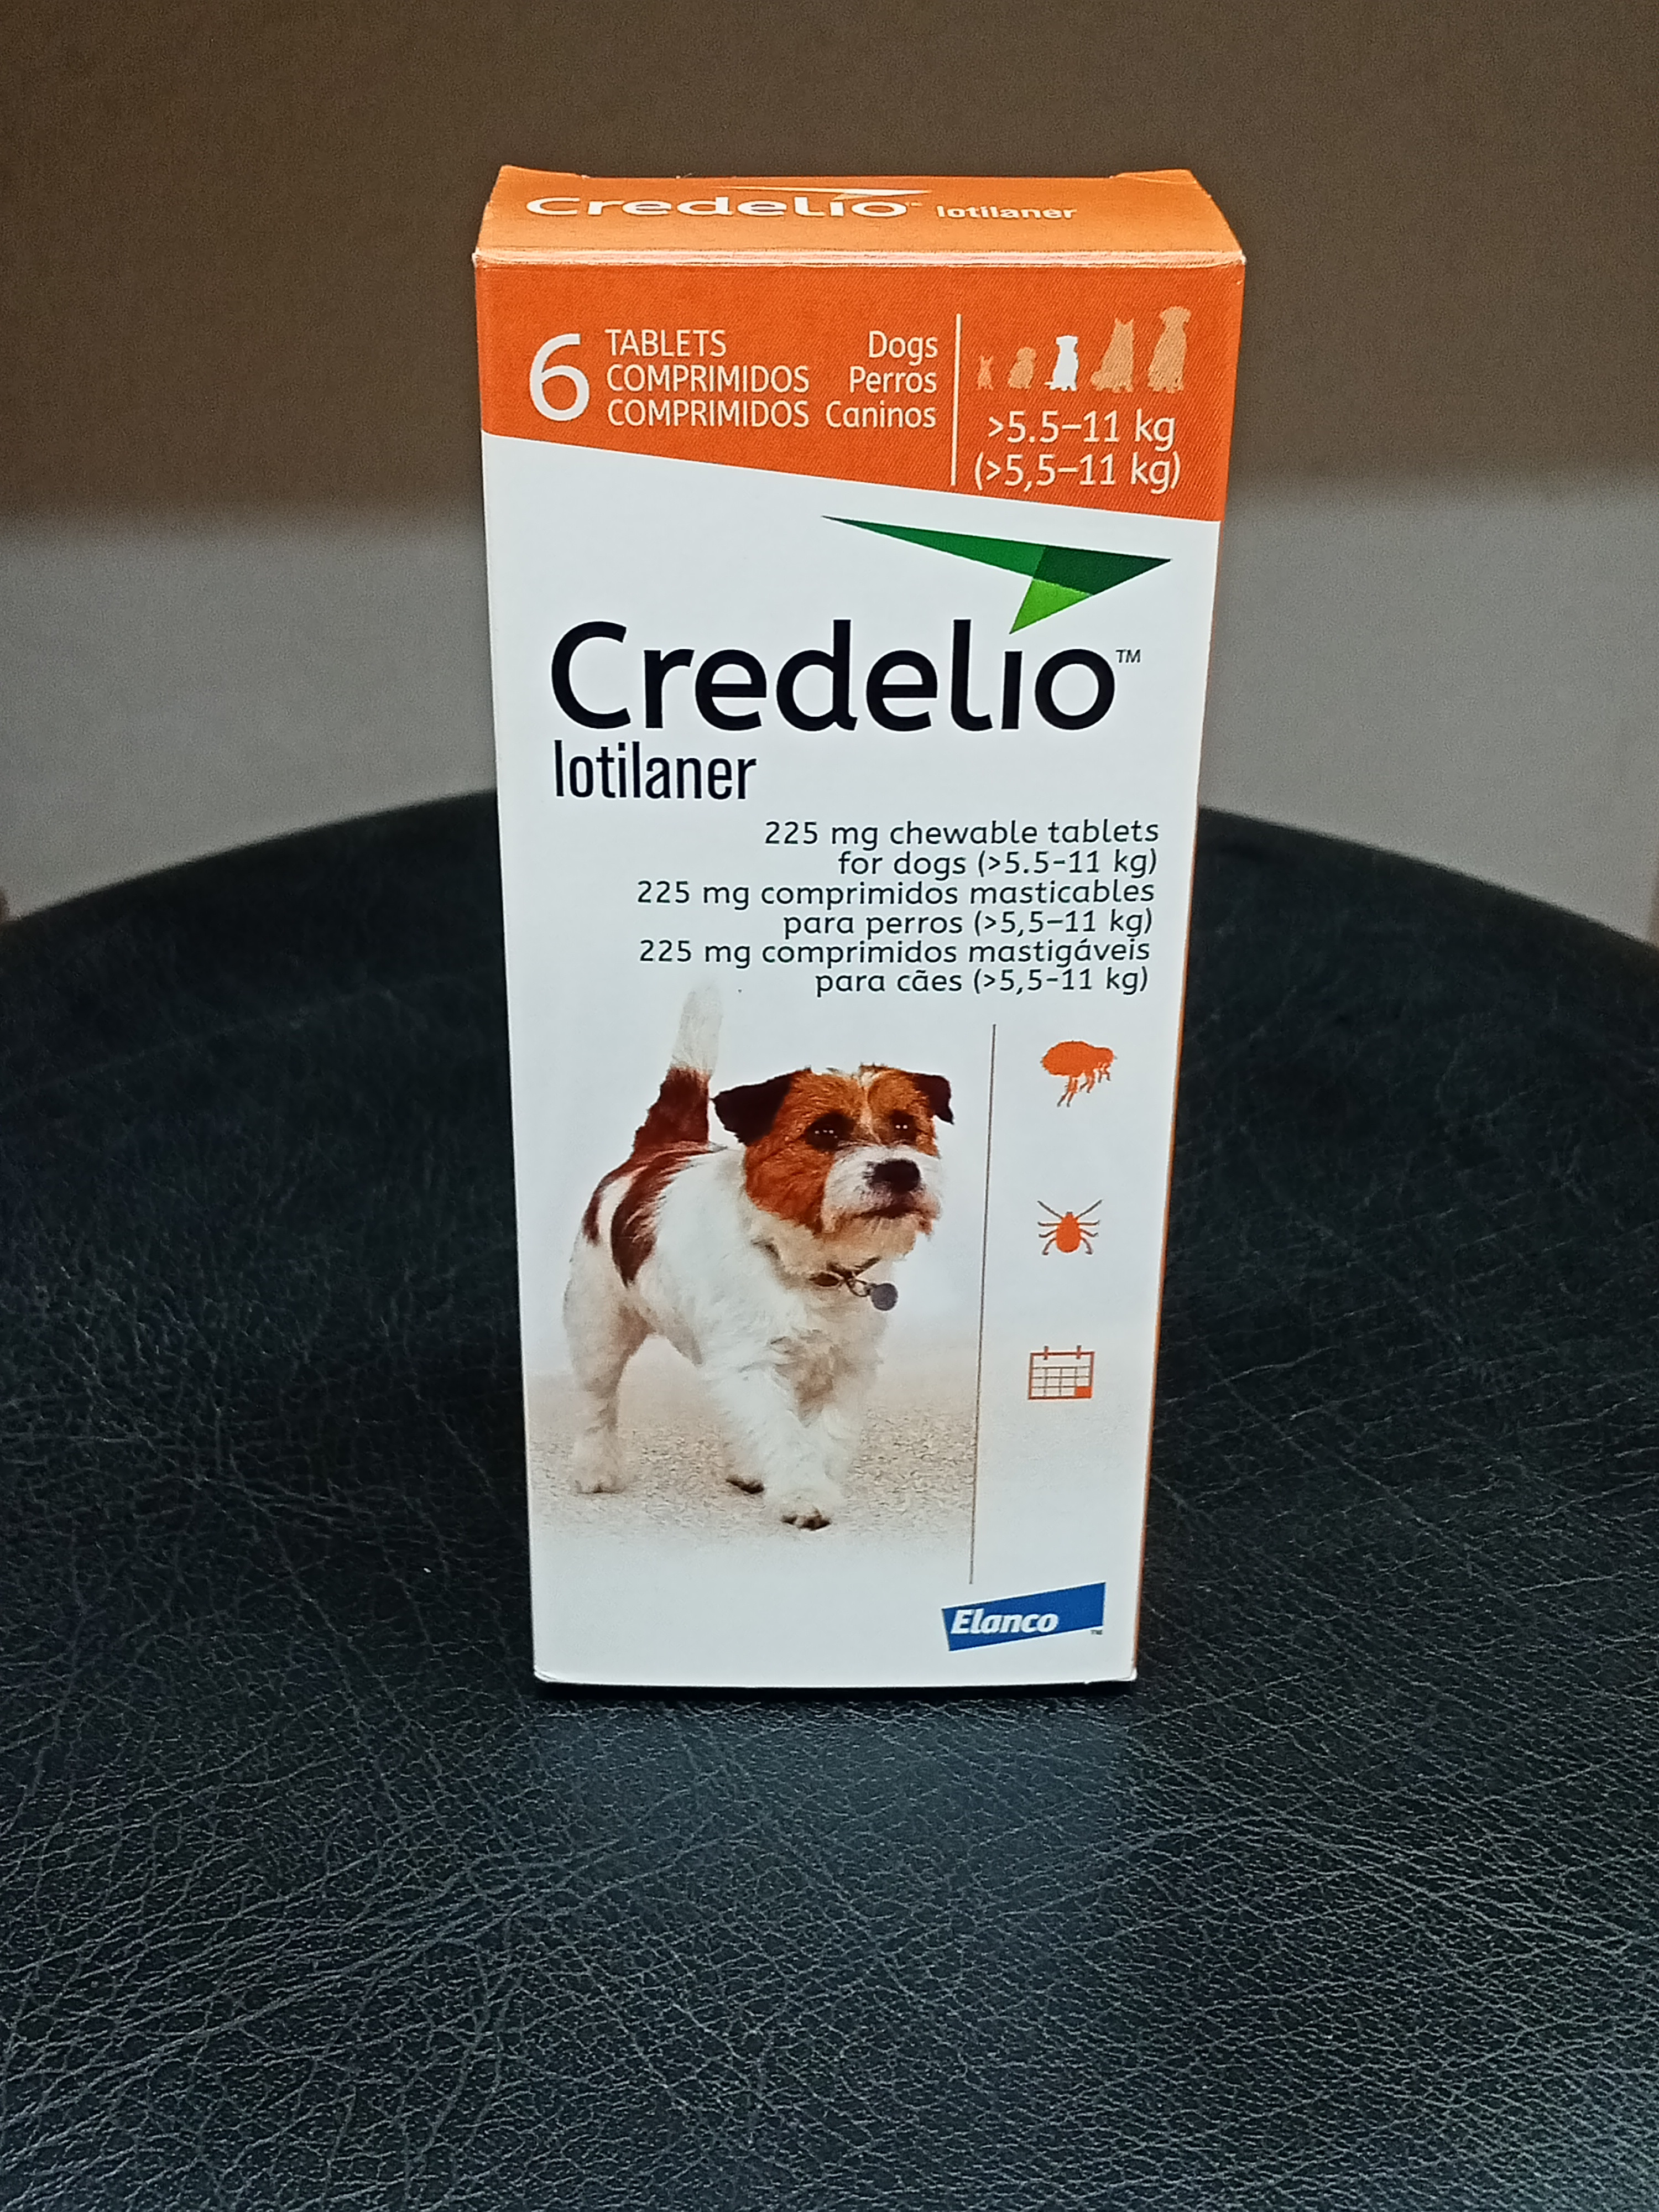 Credelio™ lotilaner
6 TABLETS Dogs
COMPRIMIDOS Perros
COMPRIMIDOS Caninos
>5.5–11 kg
(>5,5–11 kg)
Credelio™
lotilaner
225 mg chewable tablets
for dogs (>5.5-11 kg)
225 mg comprimidos masticables
para perros (>5,5–11 kg)
225 mg comprimidos mastigáveis
para cães (>5,5-11 kg)
Elanco™